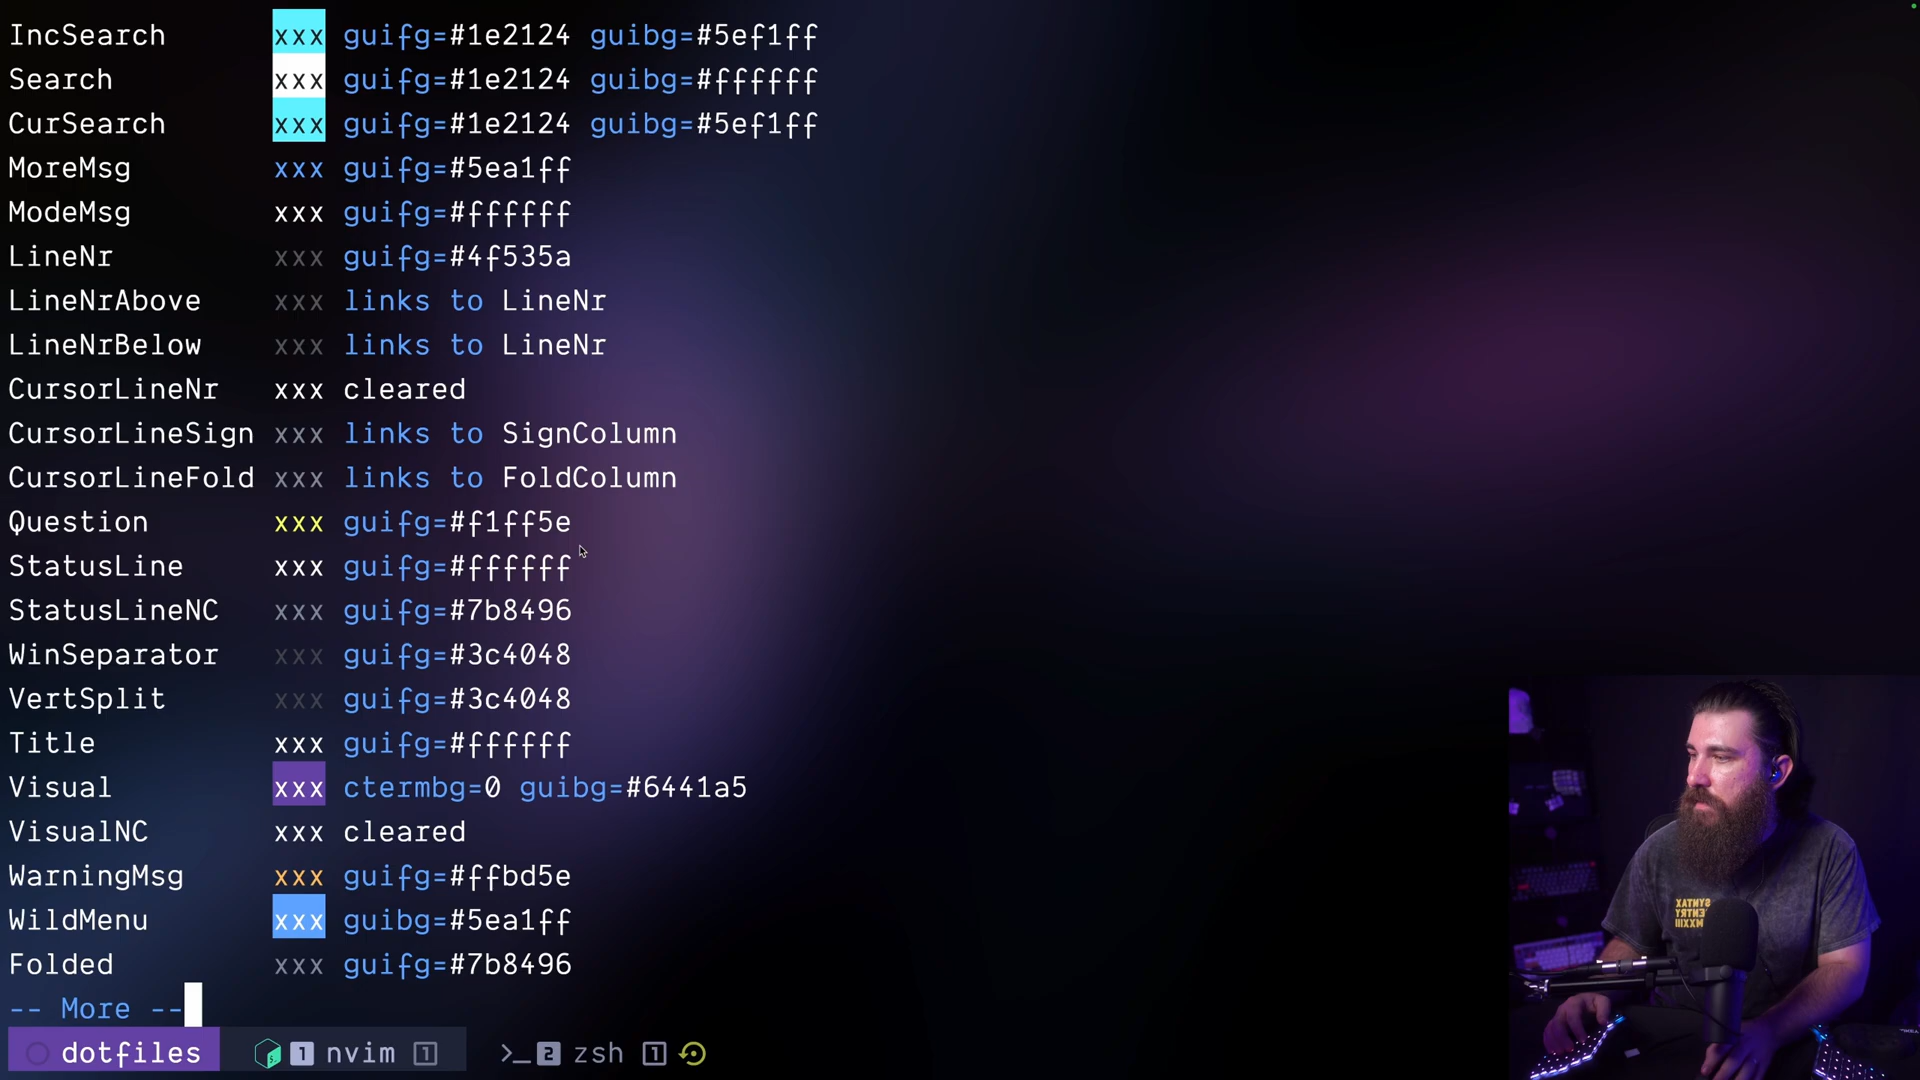 IncSearch xxx guifg=#1e2124 guibg=#5ef1ff
Search xxx guifg=#1e2124 guibg=#ffffff
CurSearch xxx guifg=#1e2124 guibg=#5ef1ff
MoreMsg xxx guifg=#5ea1ff
ModeMsg xxx guifg=#ffffff
LineNr xxx guifg=#4f535a
LineNrAbove xxx links to LineNr
LineNrBelow xxx links to LineNr
CursorLineNr xxx cleared
CursorLineSign xxx links to SignColumn
CursorLineFold xxx links to FoldColumn
Question xxx guifg=#f1ff5e
StatusLine xxx guifg=#ffffff
StatusLineNC xxx guifg=#7b8496
WinSeparator xxx guifg=#3c4048
VertSplit xxx guifg=#3c4048
Title xxx guifg=#ffffff
Visual xxx ctermbg=0 guibg=#6441a5
VisualNC xxx cleared
WarningMsg xxx guifg=#ffbd5e
WildMenu xxx guibg=#5ea1ff
Folded xxx guifg=#7b8496
-- More --
dotfiles 1 nvim 1 >_ 2 zsh 1
SYNTAX
ENTRY
MXXIII